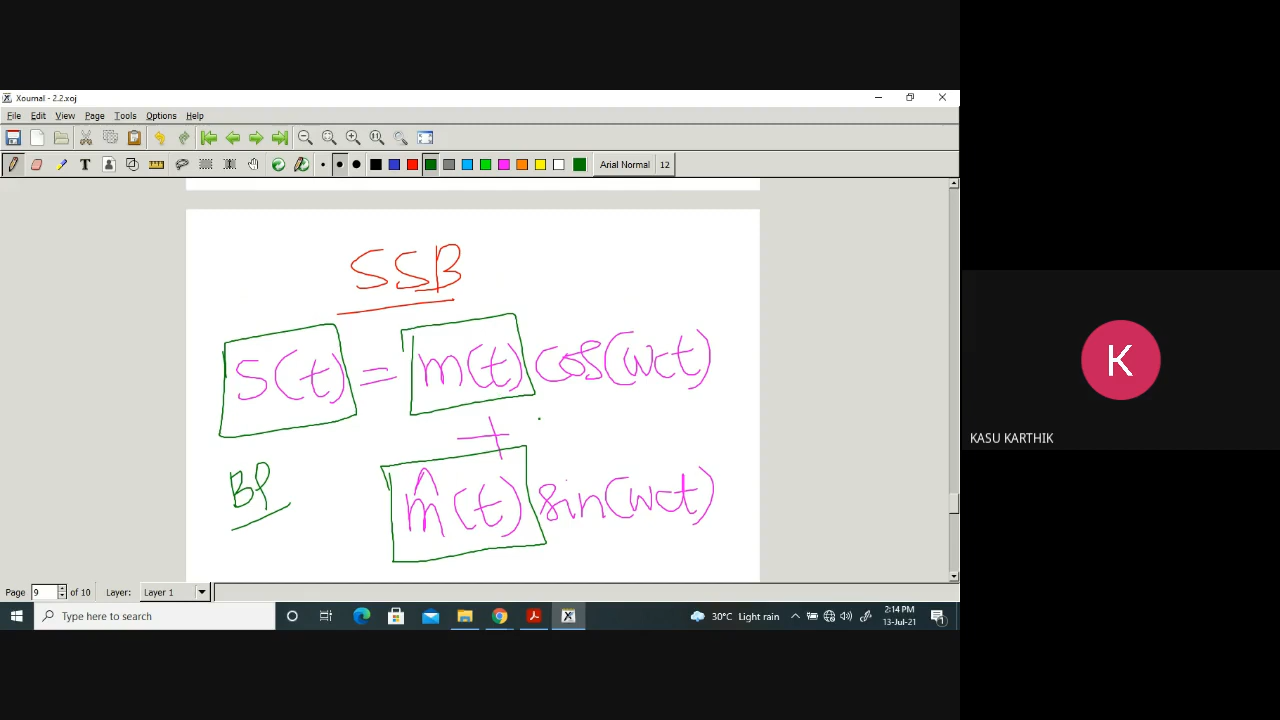 Xournal - 2.2.xoj
File Edit View Page Tools Options Help
Arial Normal 12
SSB
S(t) = m(t) cos(wct)
+
BP m̂(t) sin(wct)
K
KASU KARTHIK
Page 9 of 10 Layer: Layer 1
Type here to search
30°C Light rain
2:14 PM
13-Jul-21
1